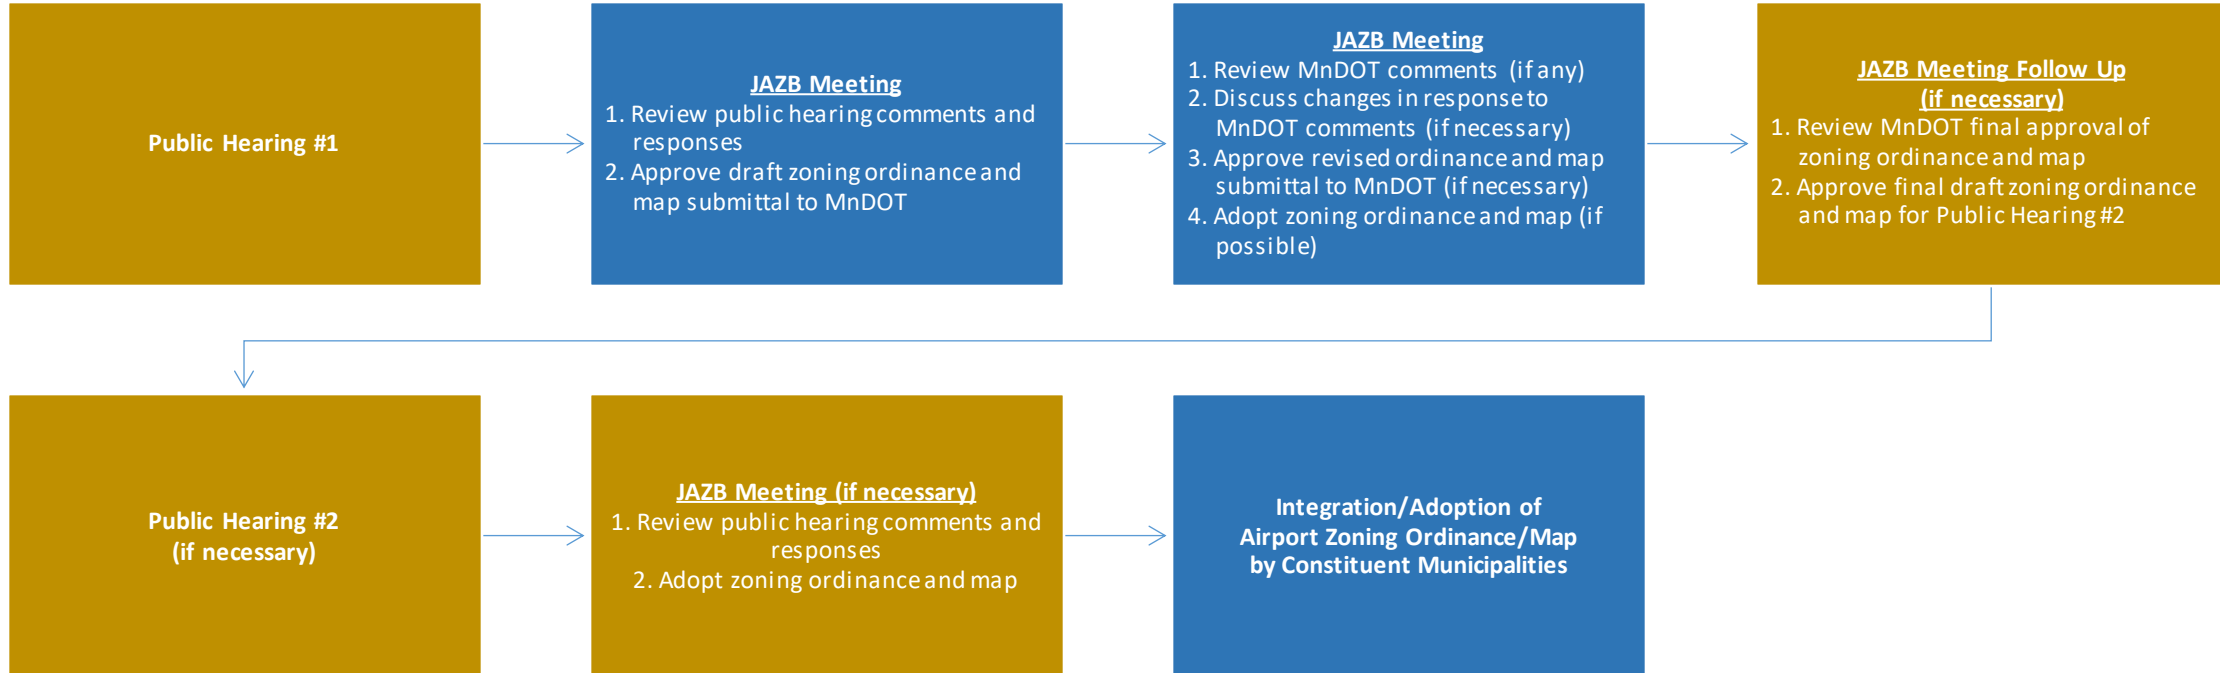 Public Hearing #1
JAZB Meeting
1. Review public hearing comments and
responses
2. Approve draft zoning ordinance and
map submittal to MnDOT
JAZB Meeting
1. Review MnDOT comments (if any)
2. Discuss changes in response to
MnDOT comments (if necessary)
3. Approve revised ordinance and map
submittal to MnDOT (if necessary)
4. Adopt zoning ordinance and map (if
possible)
JAZB Meeting Follow Up
(if necessary)
1. Review MnDOT final approval of
zoning ordinance and map
2. Approve final draft zoning ordinance
and map for Public Hearing #2
Public Hearing #2
(if necessary)
JAZB Meeting (if necessary)
1. Review public hearing comments and
responses
2. Adopt zoning ordinance and map
Integration/Adoption of
Airport Zoning Ordinance/Map
by Constituent Municipalities